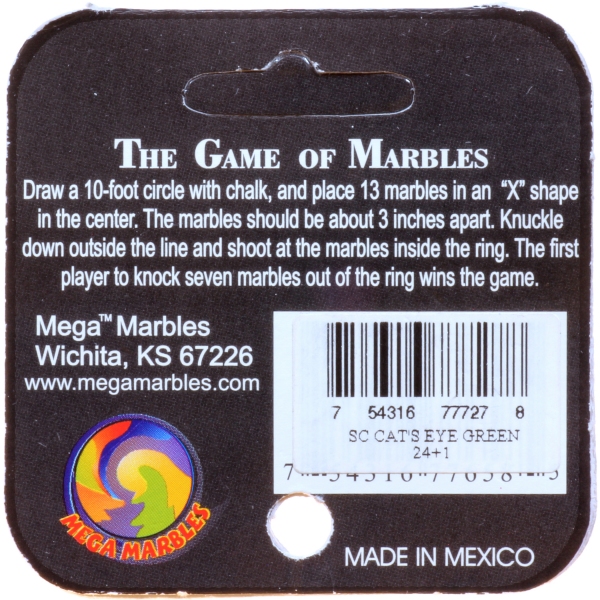 THE GAME OF MARBLES
Draw a 10-foot circle with chalk, and place 13 marbles in an "X" shape
in the center. The marbles should be about 3 inches apart. Knuckle
down outside the line and shoot at the marbles inside the ring. The first
player to knock seven marbles out of the ring wins the game.
Mega™ Marbles
Wichita, KS 67226
www.megamarbles.com
7 54316 77727 8
SC CAT'S EYE GREEN
24+1
MEGA MARBLES
MADE IN MEXICO